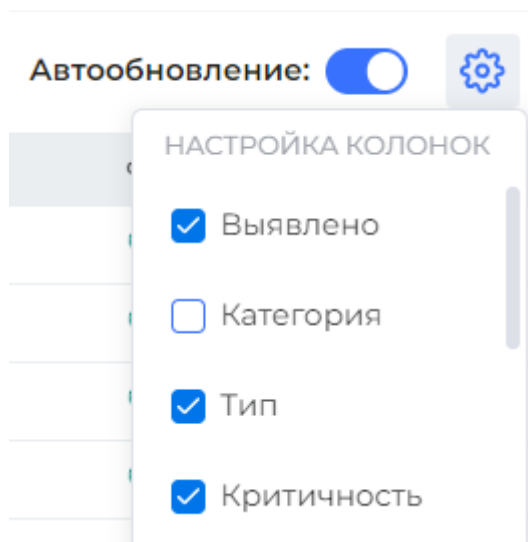 Автообновление:
НАСТРОЙКА КОЛОНОК
Выявлено
Категория
Тип
Критичность